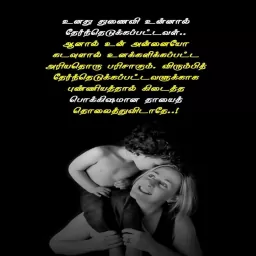 உனது துணைவி உன்னால்
தேர்ந்தெடுக்கப்பட்டவள்..
ஆனால் உன் அன்னையோ
கடவுளால் உனக்களிக்கப்பட்ட
அரியதொரு பரிசாகும். விரும்பித்
தேர்ந்தெடுக்கப்பட்டவளுக்காக
புண்ணியத்தால் கிடைத்த
பொக்கிஷமான தாயைத்
தொலைத்துவிடாதே..!